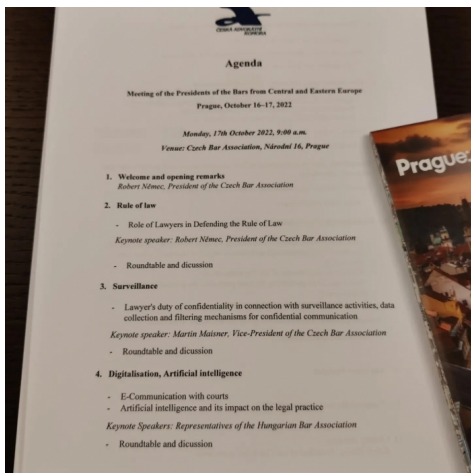 ČESKÁ ADVOKÁTNÍ
KOMORA
Agenda
Meeting of the Presidents of the Bars from Central and Eastern Europe
Prague, October 16-17, 2022
Monday, 17th October 2022, 9:00 a.m.
Venue: Czech Bar Association, Národní 16, Prague
1. Welcome and opening remarks
Robert Němec, President of the Czech Bar Association
2. Rule of law
- Role of Lawyers in Defending the Rule of Law
Keynote speaker: Robert Němec, President of the Czech Bar Association
- Roundtable and dicussion
3. Surveillance
- Lawyer's duty of confidentiality in connection with surveillance activities, data
collection and filtering mechanisms for confidential communication
Keynote speaker: Martin Maisner, Vice-President of the Czech Bar Association
- Roundtable and dicussion
4. Digitalisation, Artificial intelligence
- E-Communication with courts
- Artificial intelligence and its impact on the legal practice
Keynote Speakers: Representatives of the Hungarian Bar Association
- Roundtable and dicussion
Prague: